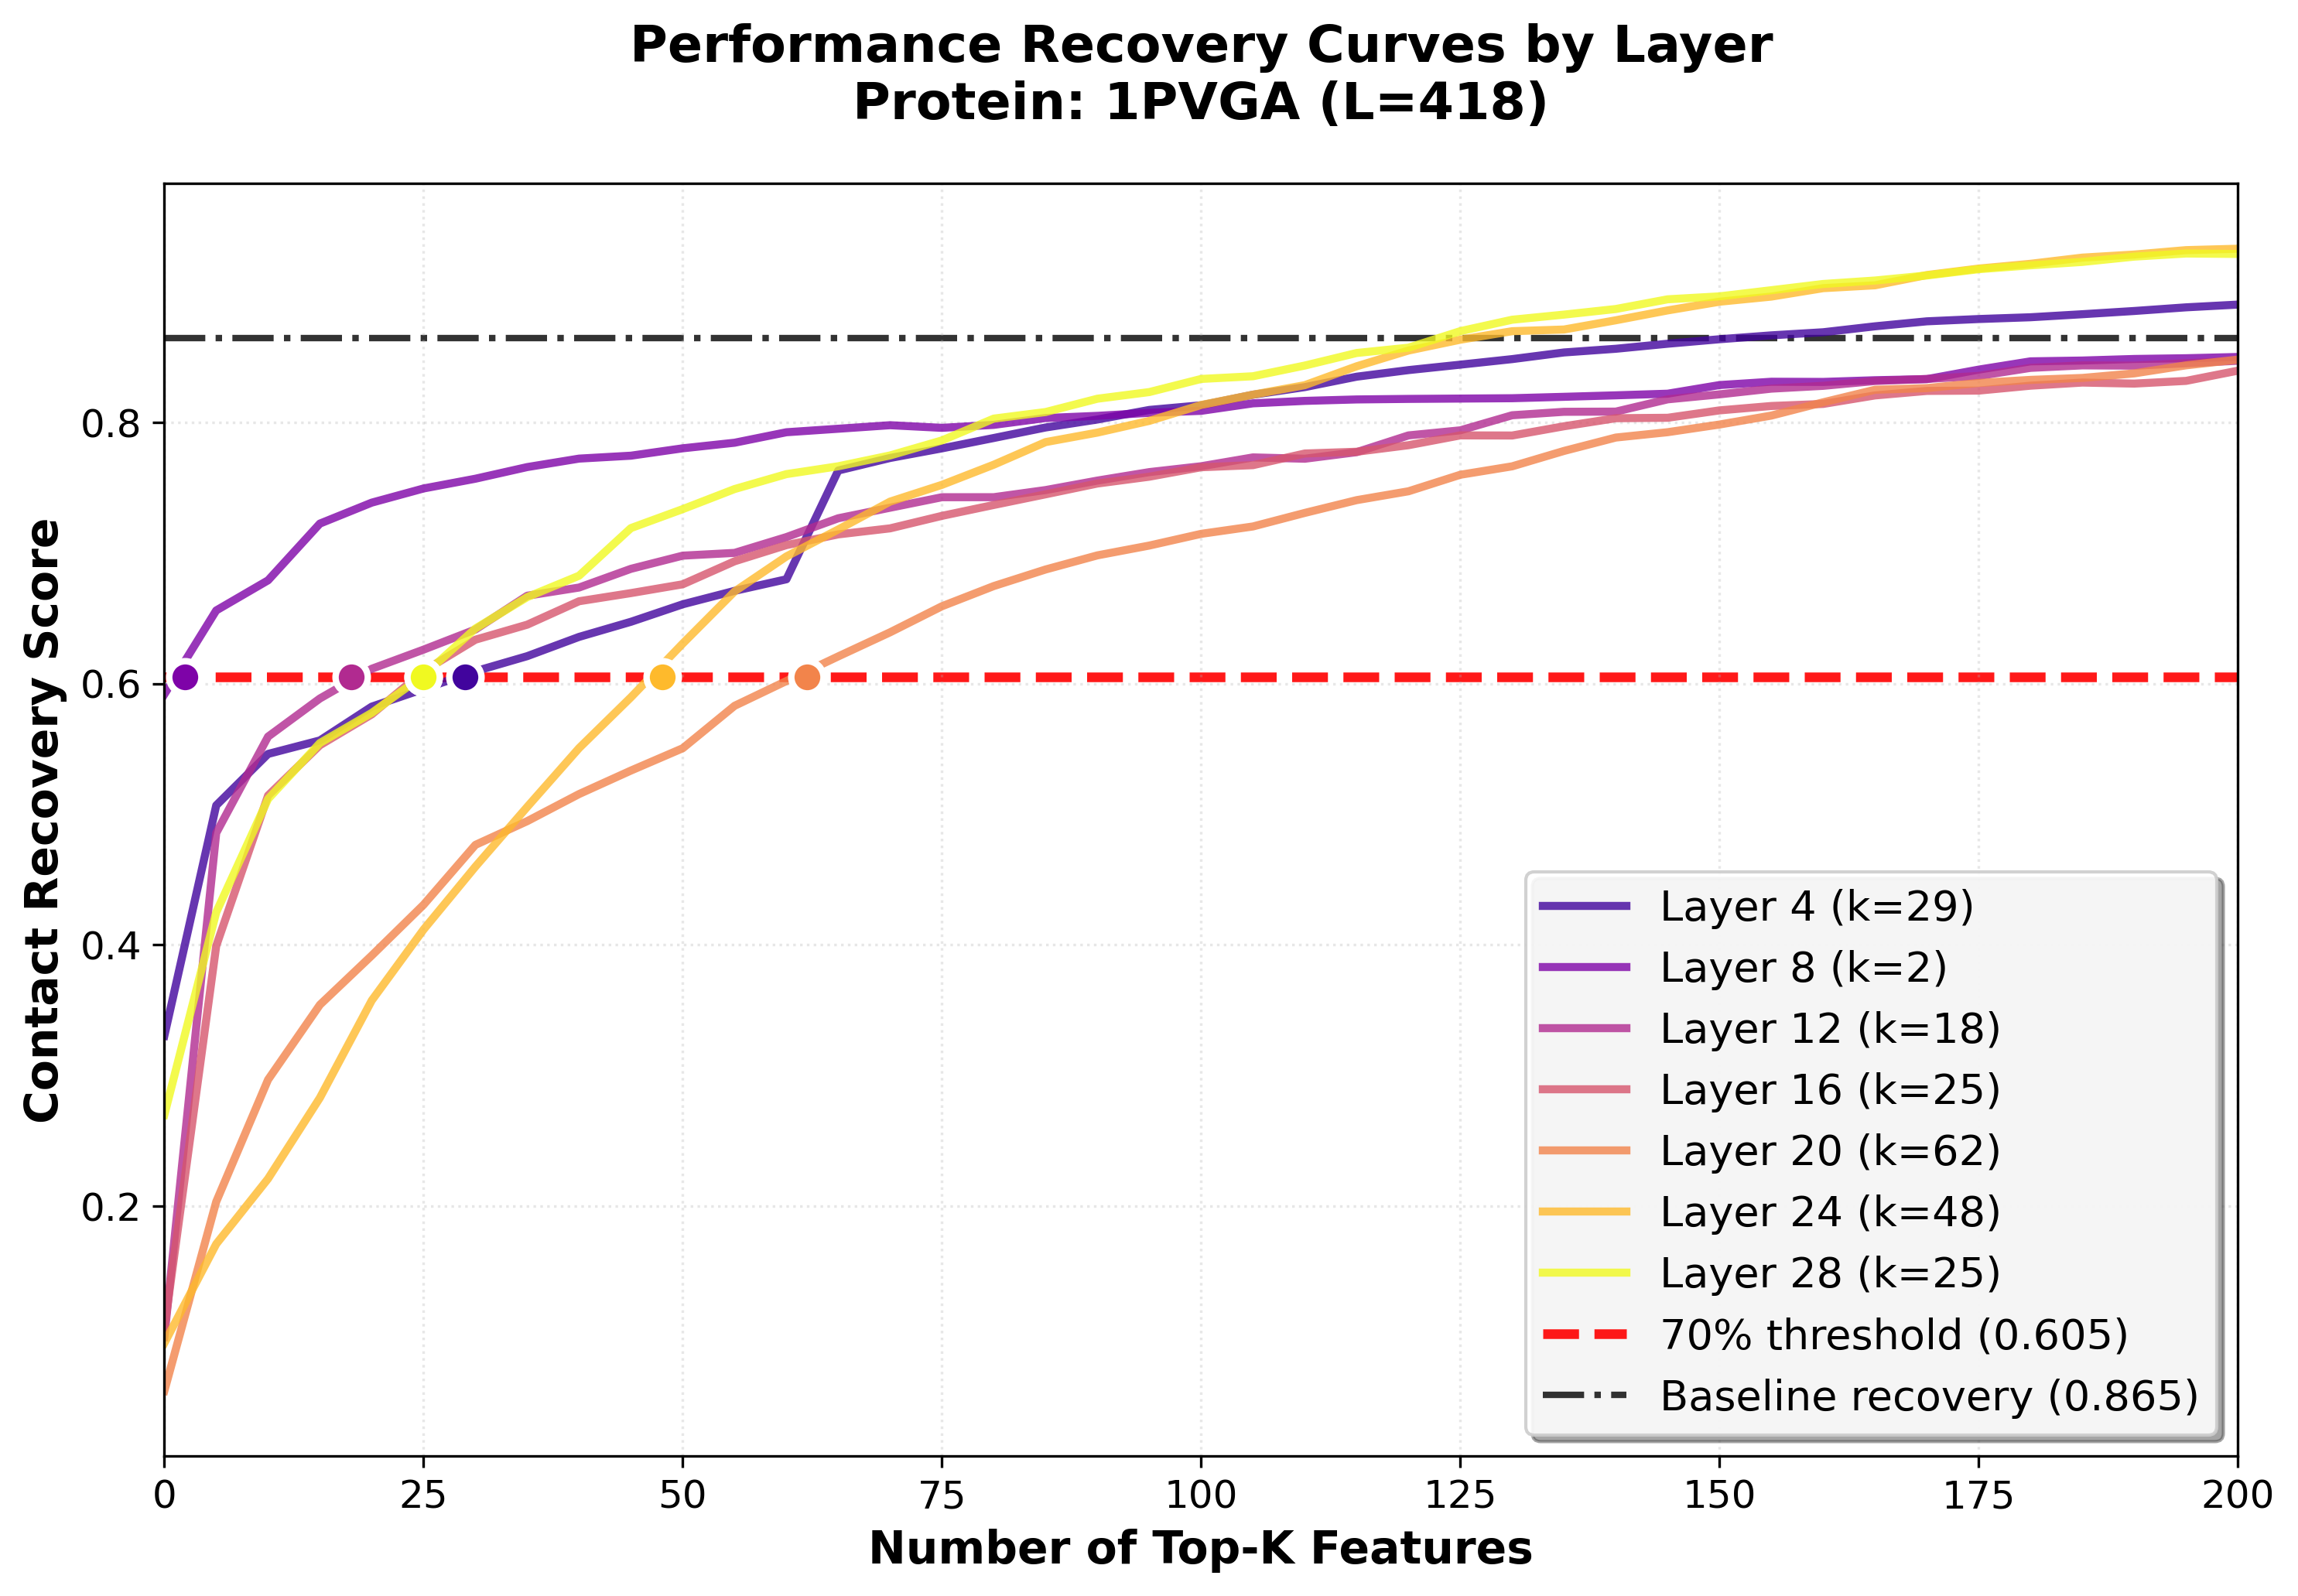 Performance Recovery Curves by Layer
Protein: 1PVGA (L=418)
Contact Recovery Score
0.8
0.6
0.4
0.2
Layer 4 (k=29)
Layer 8 (k=2)
Layer 12 (k=18)
Layer 16 (k=25)
Layer 20 (k=62)
Layer 24 (k=48)
Layer 28 (k=25)
70% threshold (0.605)
Baseline recovery (0.865)
0 25 50 75 100 125 150 175 200
Number of Top-K Features